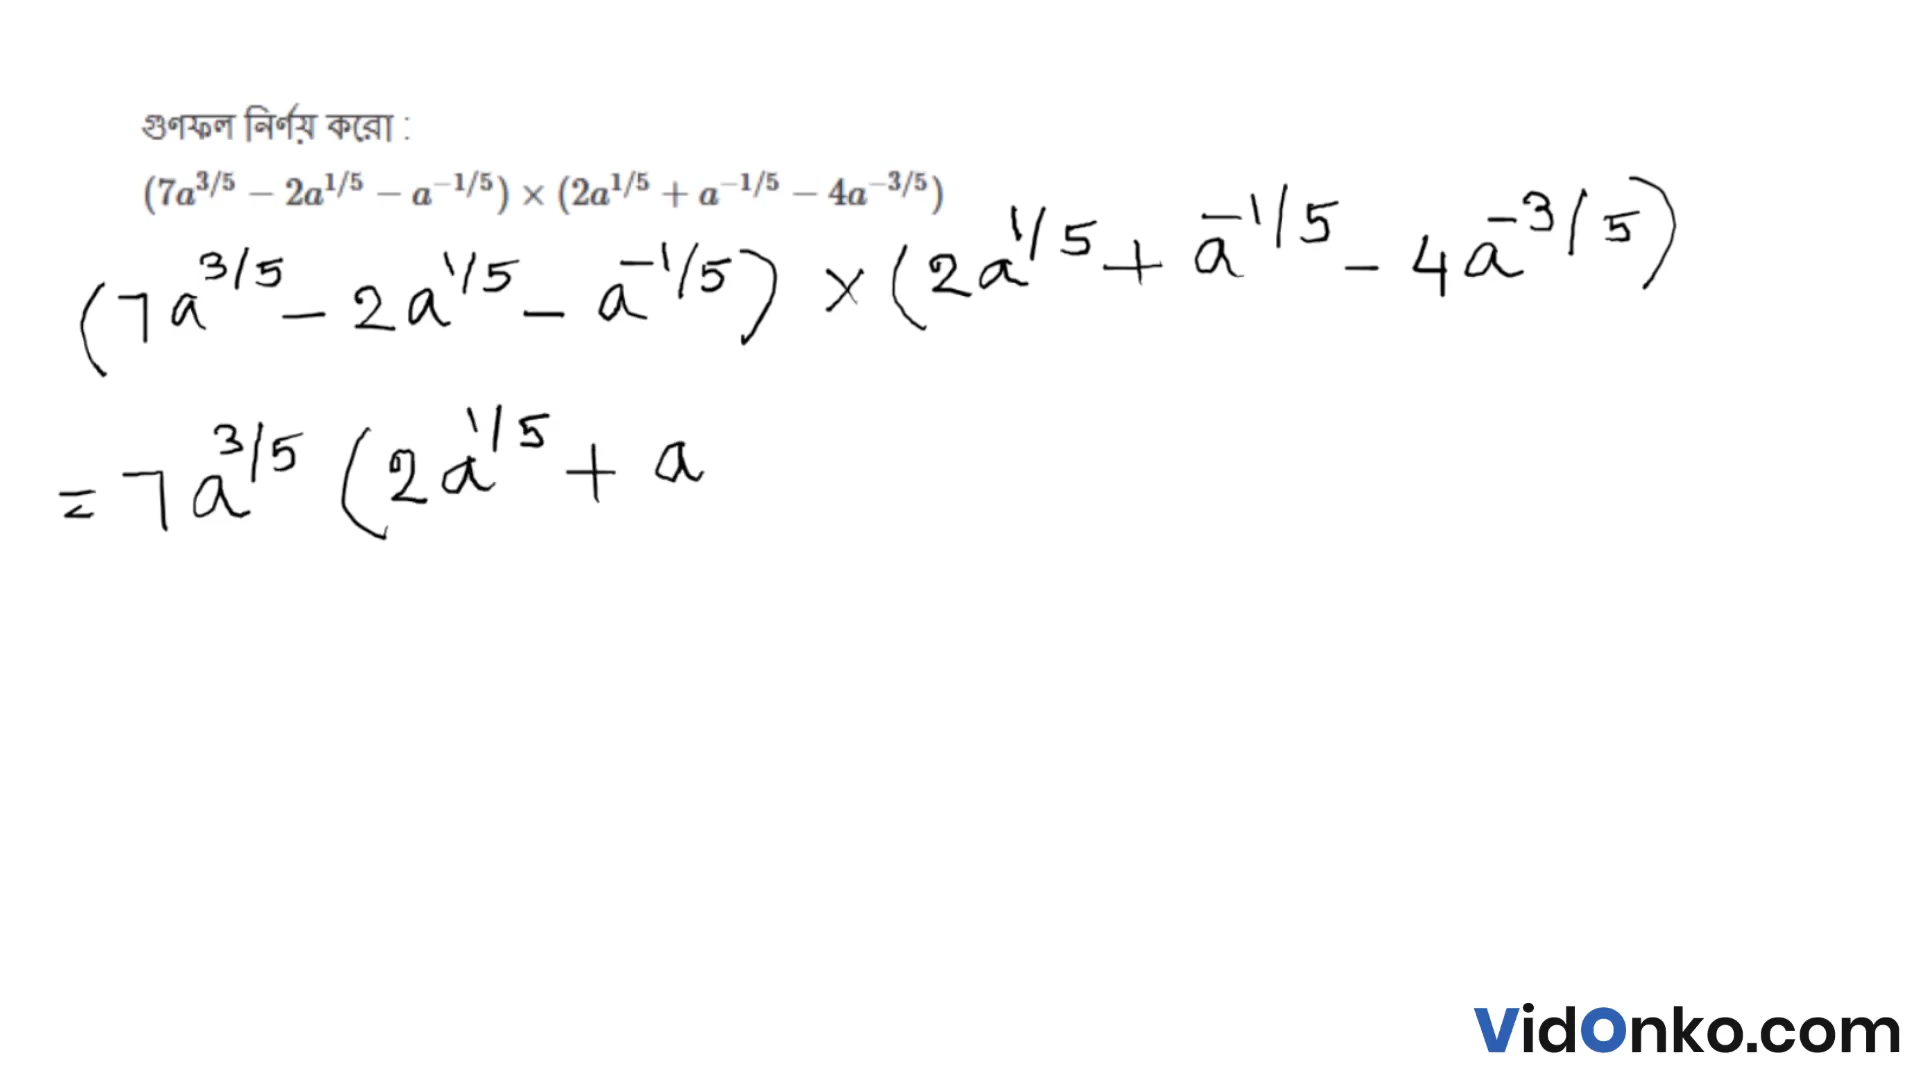 গুণফল নির্ণয় করো :
(7a^{3/5} − 2a^{1/5} − a^{−1/5}) × (2a^{1/5} + a^{−1/5} − 4a^{−3/5})
(7a^{3/5} − 2a^{1/5} − a^{−1/5}) × (2a^{1/5} + a^{−1/5} − 4a^{−3/5})
= 7a^{3/5} (2a^{1/5} + a
VidOnko.com